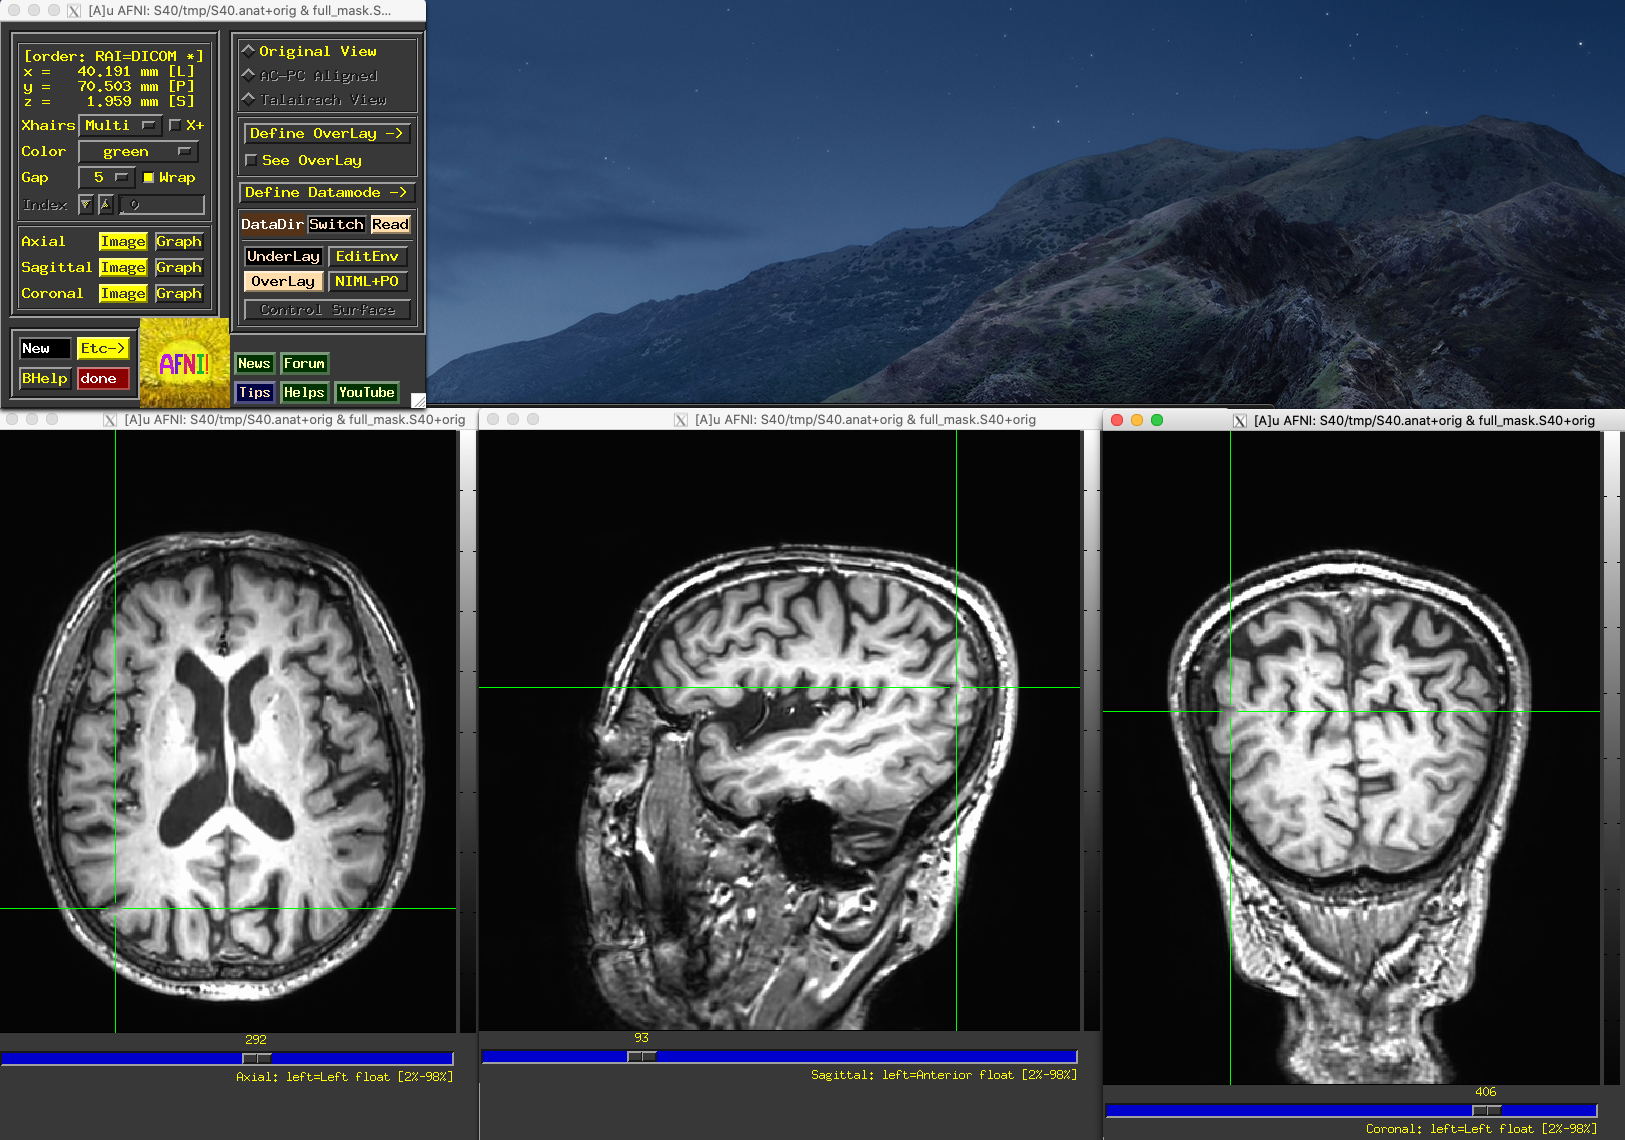 [A]u AFNI: S40/tmp/S40.anat+orig & full_mask.S...
[order: RAI=DICOM *]
x = 40.191 mm [L]
y = 70.503 mm [P]
z = 1.959 mm [S]
Xhairs Multi X+
Color green
Gap 5 Wrap
Index 0
Axial Image Graph
Sagittal Image Graph
Coronal Image Graph
New Etc->
BHelp done
AFNI!
Original View
AC-PC Aligned
Talairach View
Define OverLay ->
See OverLay
Define Datamode ->
DataDir Switch Read
UnderLay EditEnv
OverLay NIML+PO
Control Surface
News Forum
Tips Helps YouTube
[A]u AFNI: S40/tmp/S40.anat+orig & full_mask.S40+orig
292
Axial: left=Left float [2%-98%]
[A]u AFNI: S40/tmp/S40.anat+orig & full_mask.S40+orig
93
Sagittal: left=Anterior float [2%-98%]
[A]u AFNI: S40/tmp/S40.anat+orig & full_mask.S40+orig
406
Coronal: left=Left float [2%-98%]